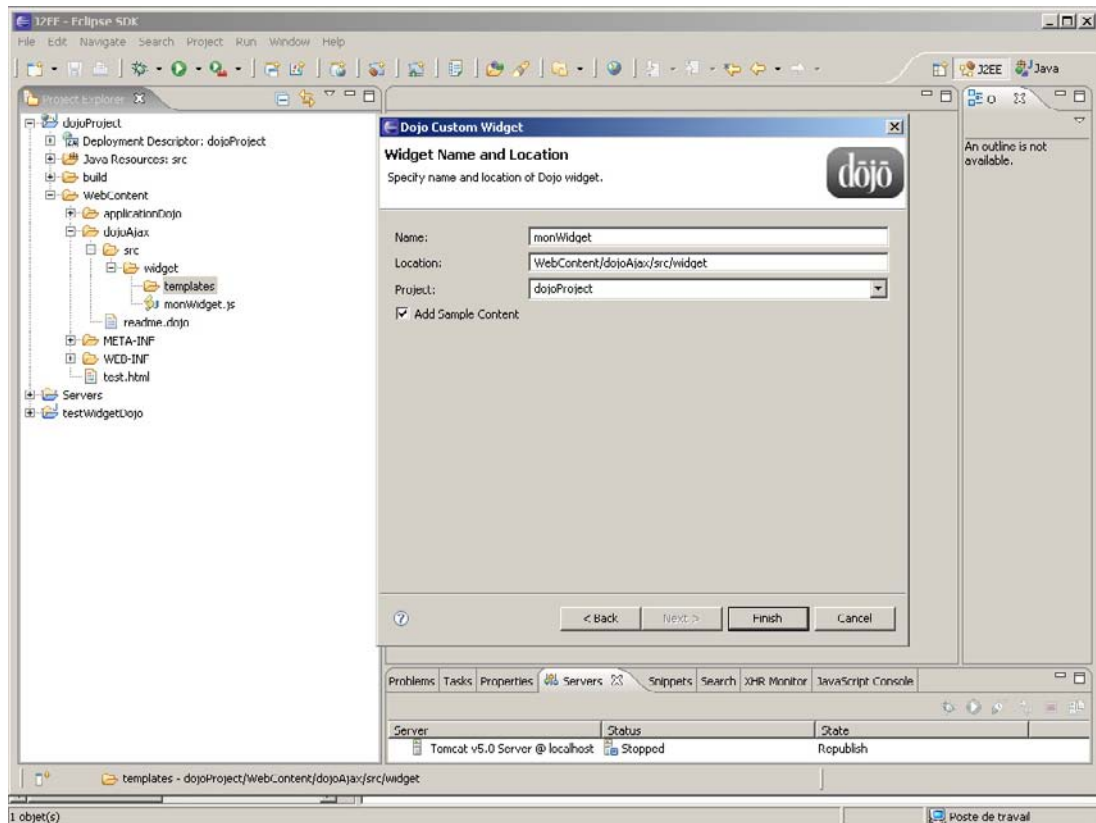 J2EE - Eclipse SDK
File Edit Navigate Search Project Run Window Help
J2EE Java
Project Explorer
dojoProject
Deployment Descriptor: dojoProject
Java Resources: src
build
WebContent
applicationDojo
dojoAjax
src
widget
templates
monWidget.js
readme.dojo
META-INF
WEB-INF
test.html
Servers
testWidgetDojo
Dojo Custom Widget
Widget Name and Location
Specify name and location of Dojo widget.
dōjō
Name: monWidget
Location: WebContent/dojoAjax/src/widget
Project: dojoProject
Add Sample Content
< Back Next > Finish Cancel
O
An outline is not
available.
Problems Tasks Properties Servers Snippets Search XHR Monitor JavaScript Console
Server Status State
Tomcat v5.0 Server @ localhost Stopped Republish
templates - dojoProject/WebContent/dojoAjax/src/widget
1 objet(s) Poste de travail